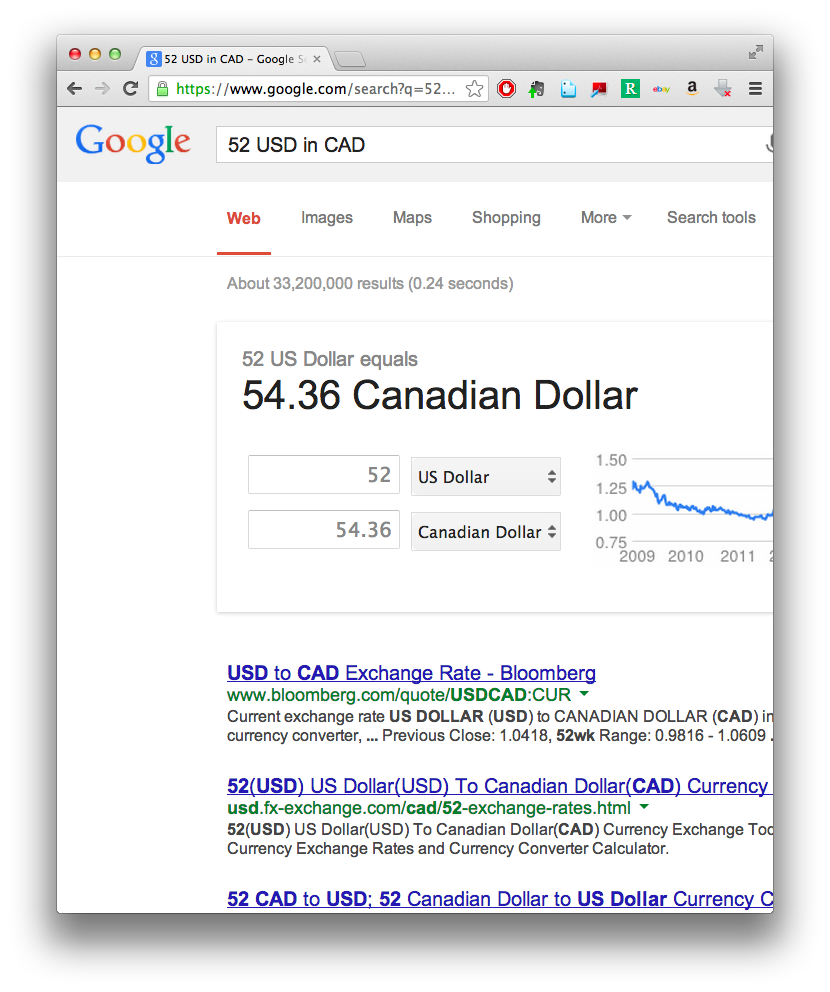 52 USD in CAD - Google Se
https://www.google.com/search?q=52...
R
ebay
a
Google
52 USD in CAD
Web Images Maps Shopping More Search tools
About 33,200,000 results (0.24 seconds)
52 US Dollar equals
54.36 Canadian Dollar
52 US Dollar
54.36 Canadian Dollar
1.50
1.25
1.00
0.75
2009 2010 2011 2
USD to CAD Exchange Rate - Bloomberg
www.bloomberg.com/quote/USDCAD:CUR
Current exchange rate US DOLLAR (USD) to CANADIAN DOLLAR (CAD) in
currency converter, ... Previous Close: 1.0418, 52wk Range: 0.9816 - 1.0609 .
52(USD) US Dollar(USD) To Canadian Dollar(CAD) Currency
usd.fx-exchange.com/cad/52-exchange-rates.html
52(USD) US Dollar(USD) To Canadian Dollar(CAD) Currency Exchange Too
Currency Exchange Rates and Currency Converter Calculator.
52 CAD to USD; 52 Canadian Dollar to US Dollar Currency C